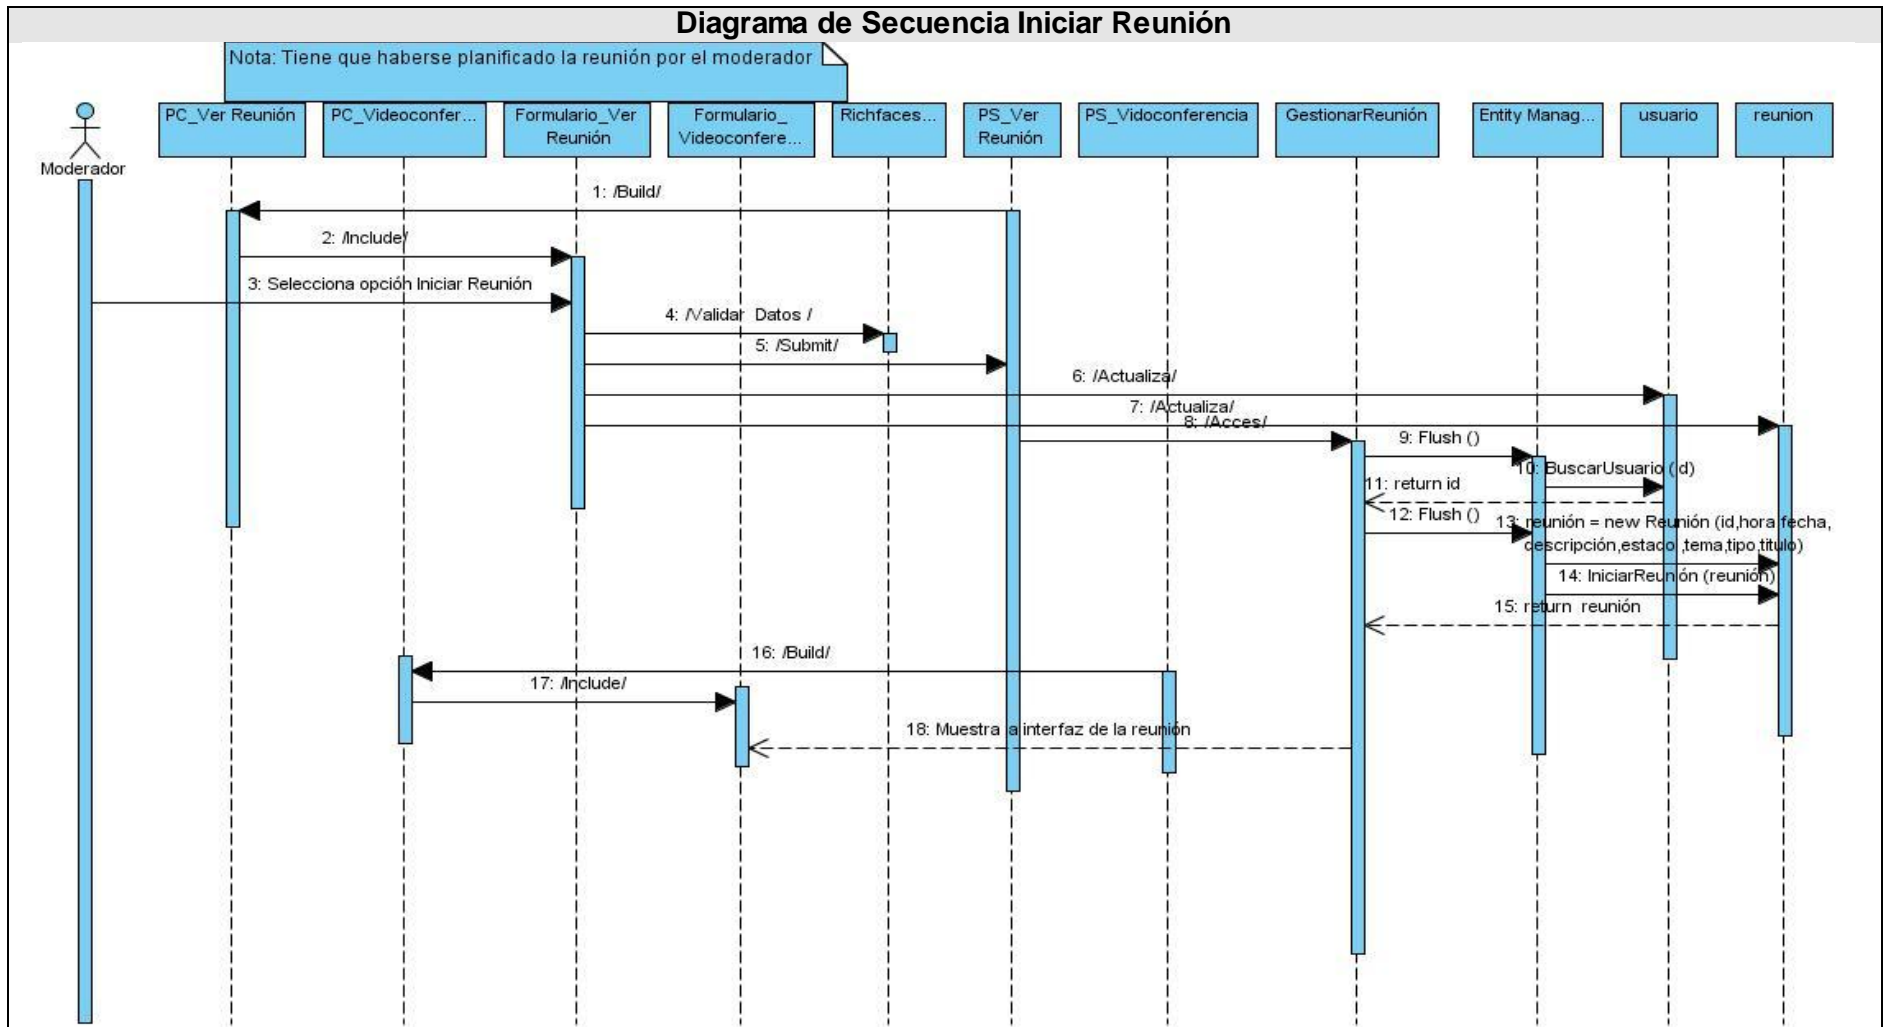 Diagrama de Secuencia Iniciar Reunión
Nota: Tiene que haberse planificado la reunión por el moderador
Moderador
PC_Ver Reunión
PC_Videoconfer...
Formulario_Ver
Reunión
Formulario_
Videoconfere...
Richfaces...
PS_Ver
Reunión
PS_Vidoconferencia
GestionarReunión
Entity Manag...
usuario
reunion
1: /Build/
2: /Include/
3: Selecciona opción Iniciar Reunión
4: /Validar Datos /
5: /Submit/
6: /Actualiza/
7: /Actualiza/
8: /Acces/
9: Flush ()
10: BuscarUsuario (id)
11: return id
12: Flush ()
13: reunión = new Reunión (id,hora fecha,
descripción,estado ,tema,tipo,titulo)
14: IniciarReunión (reunión)
15: return reunión
16: /Build/
17: /Include/
18: Muestra la interfaz de la reunión